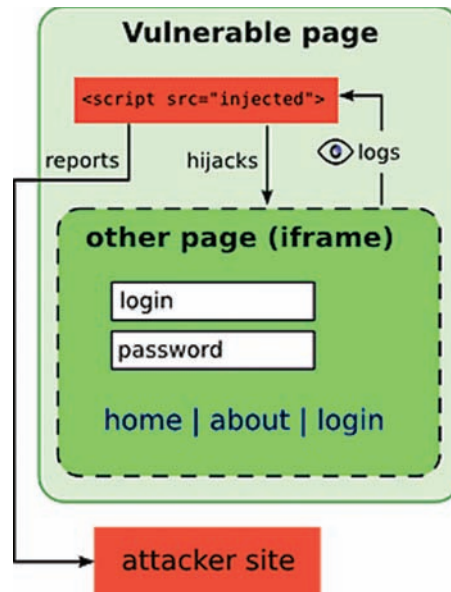 Vulnerable page
<script src="injected">
reports
hijacks
logs
other page (iframe)
login
password
home | about | login
attacker site